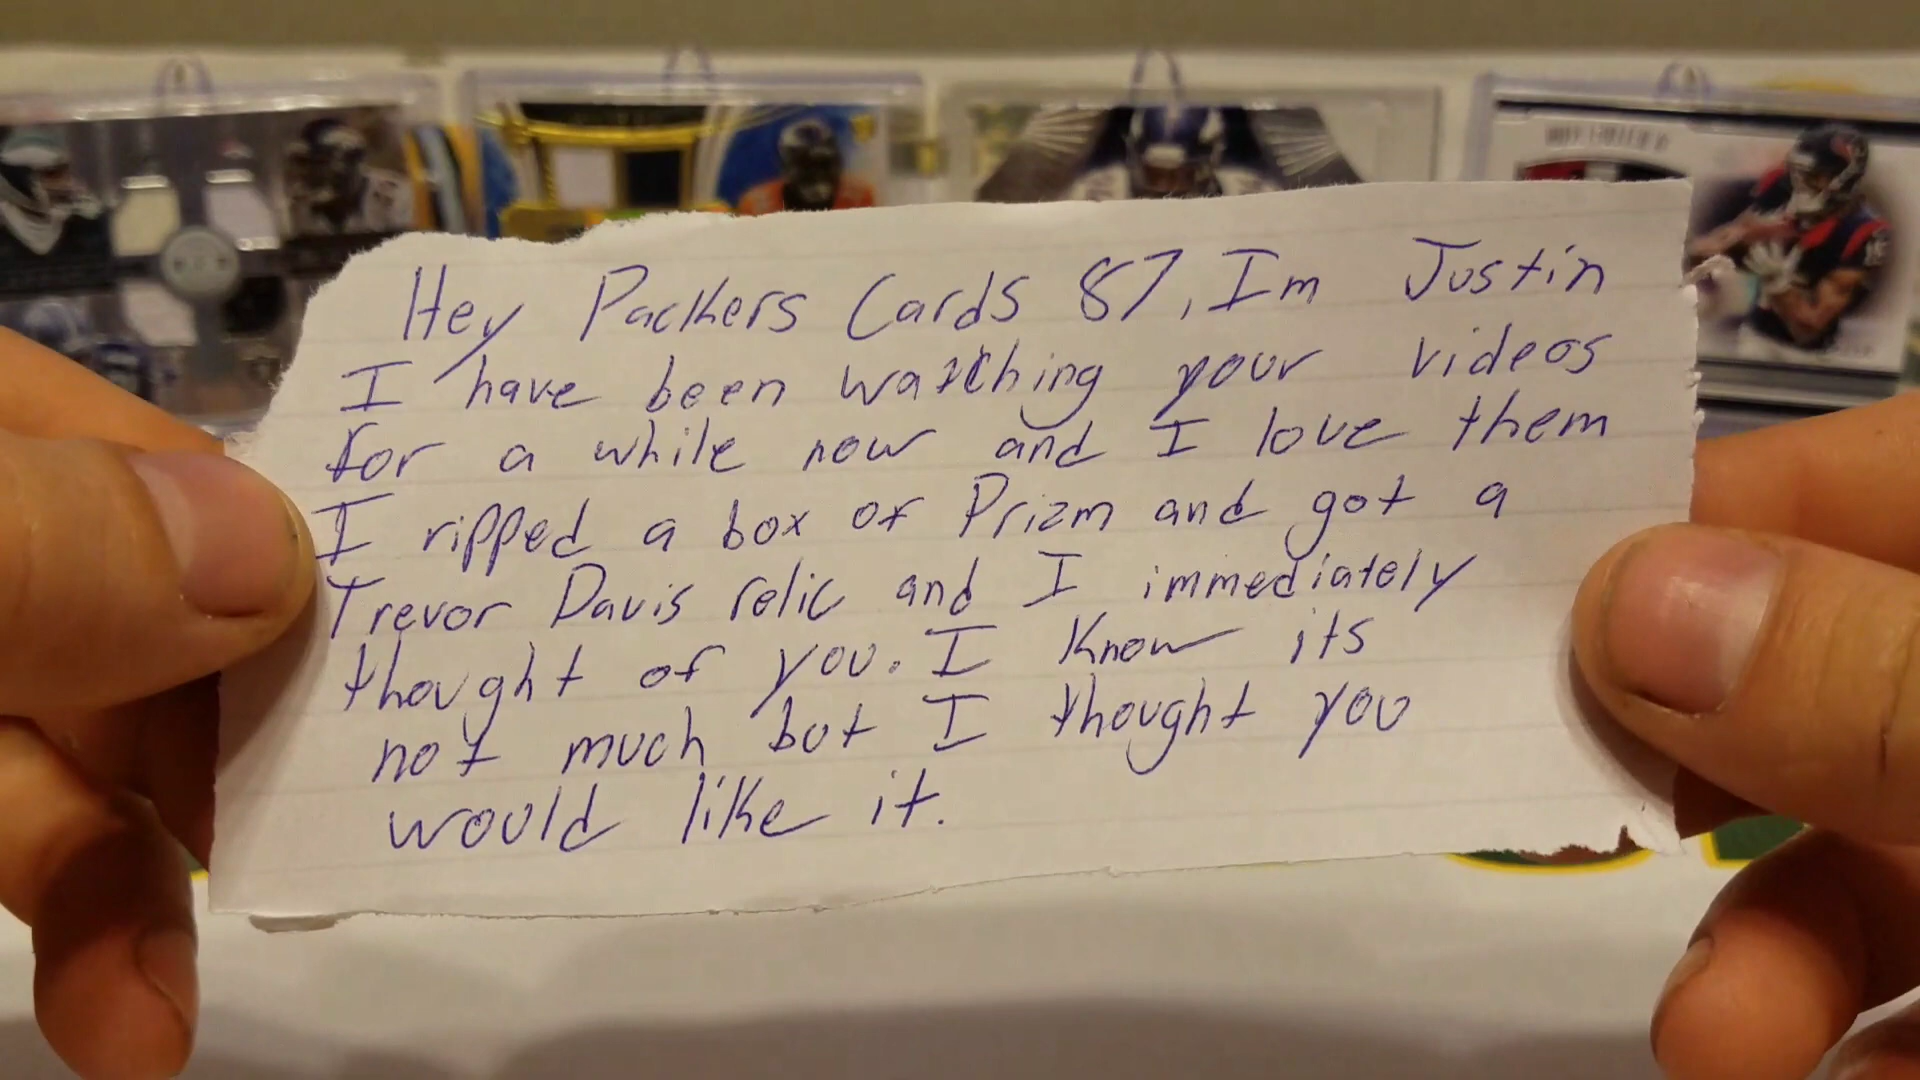 Hey Packers Cards 87, Im Justin
I have been watching your videos
for a while now and I love them
I ripped a box of Prizm and got a
Trevor Davis relic and I immediately
thought of you. I know its
not much but I thought you
would like it.